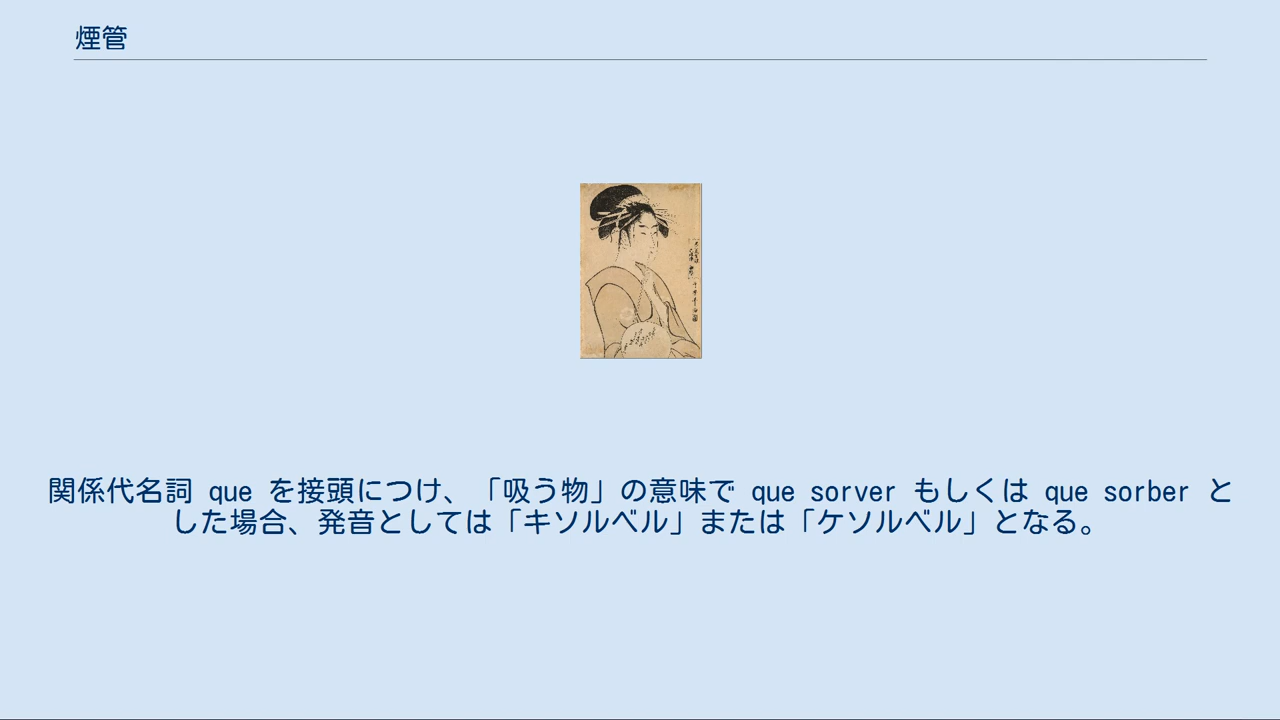 煙管
関係代名詞 que を接頭につけ、「吸う物」の意味で que sorver もしくは que sorber と
した場合、発音としては「キソルベル」または「ケソルベル」となる。